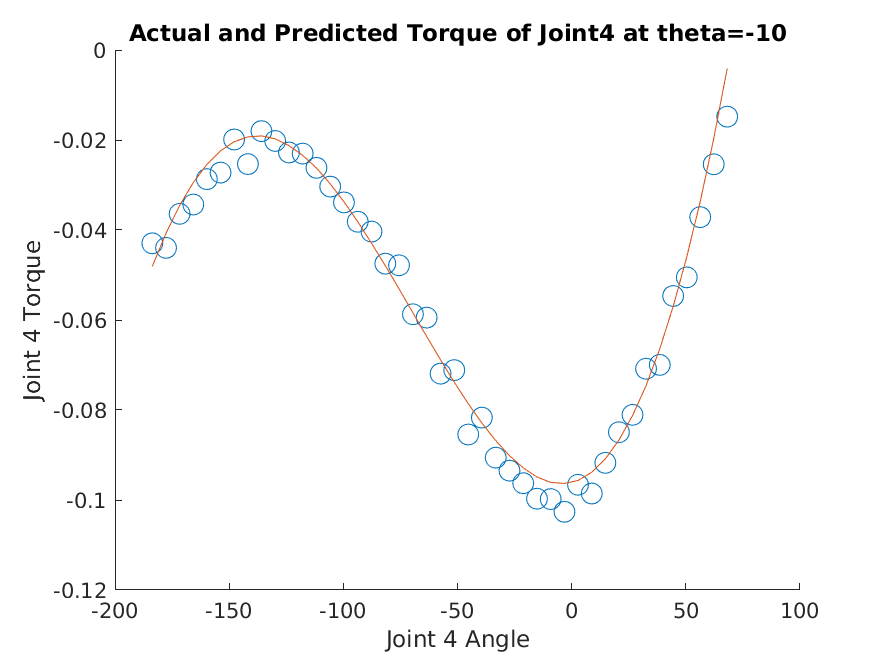 Actual and Predicted Torque of Joint4 at theta=-10
0
-0.02
-0.04
-0.06
-0.08
-0.1
-0.12
Joint 4 Torque
-200 -150 -100 -50 0 50 100
Joint 4 Angle